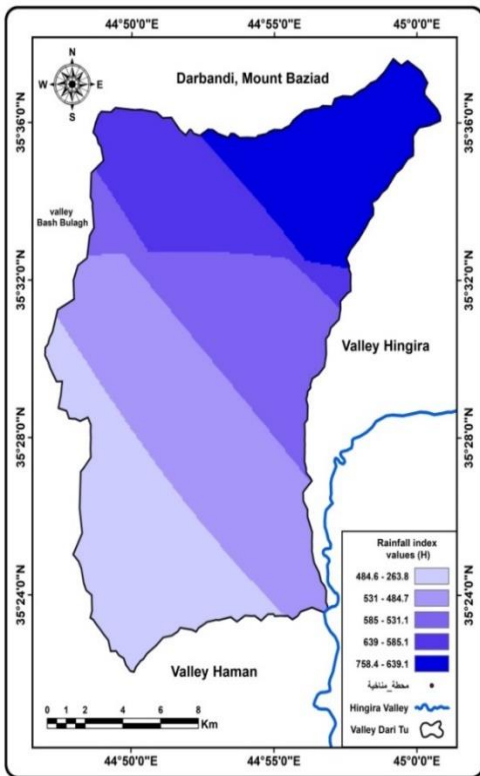 44°50'0"E 44°55'0"E 45°0'0"E
N
W E
S
Darbandi, Mount Baziad
35°36'0"N 35°36'0"N
valley
Bash Bulagh
35°32'0"N 35°32'0"N
Valley Hingira
35°28'0"N 35°28'0"N
Rainfall index
values (H)
484.6 - 263.8
531 - 484.7
585 - 531.1
639 - 585.1
758.4 - 639.1
محطة_مناخية
Hingira Valley
Valley Dari Tu
35°24'0"N 35°24'0"N
Valley Haman
0 1 2 4 6 8
Km
44°50'0"E 44°55'0"E 45°0'0"E